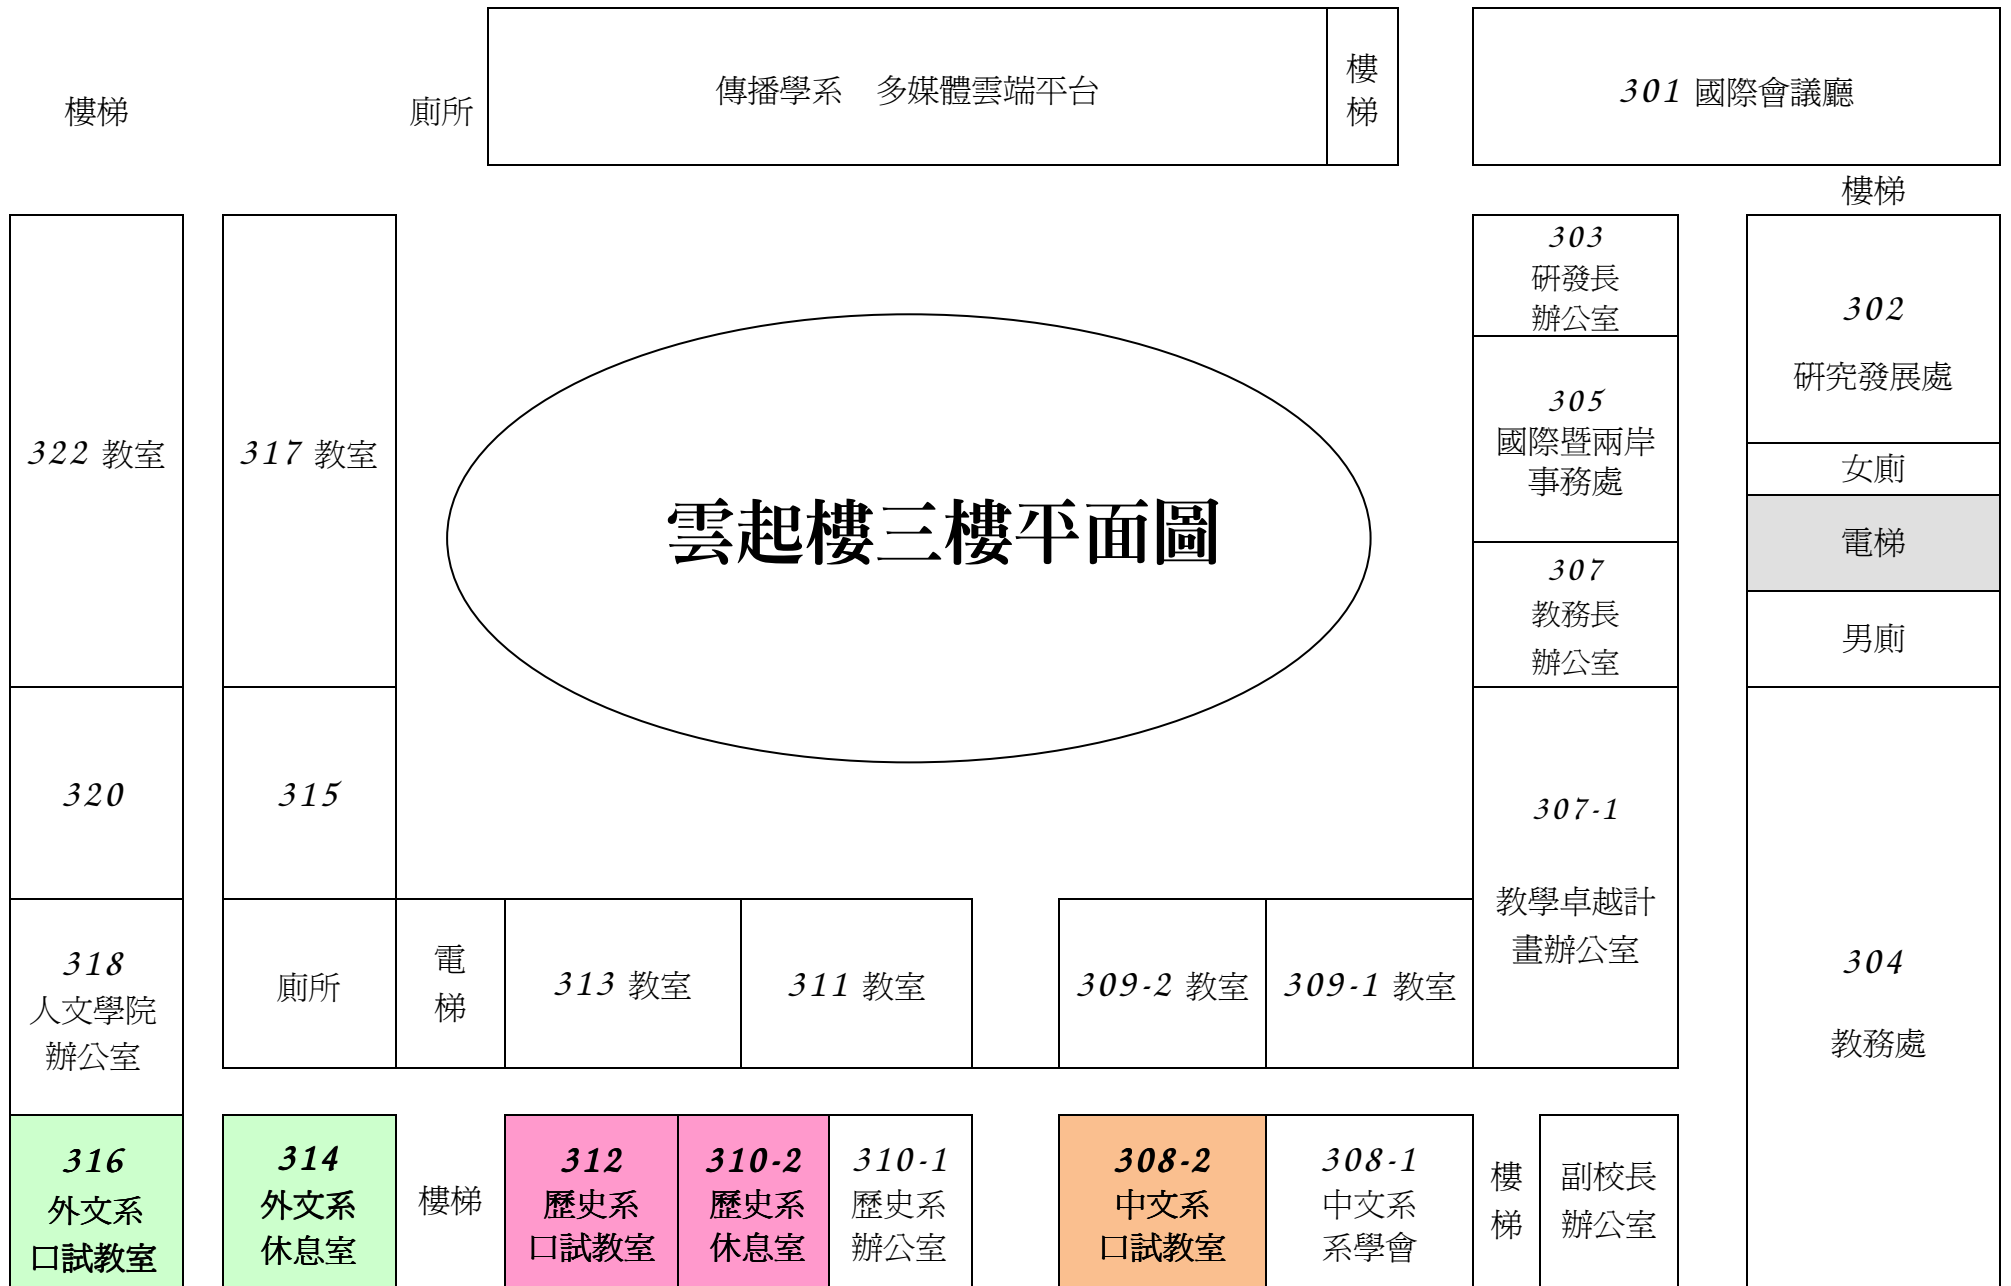 傳播學系　多媒體雲端平台
樓
梯
301 國際會議廳
樓梯
廁所
樓梯
303
研發長
辦公室
302
研究發展處
305
國際暨兩岸
事務處
322 教室
317 教室
女廁
電梯
雲起樓三樓平面圖
307
教務長
辦公室
男廁
320
315
307-1
教學卓越計
畫辦公室
318
人文學院
辦公室
廁所
電
梯
313 教室
311 教室
309-2 教室
309-1 教室
304
教務處
316
外文系
口試教室
314
外文系
休息室
樓梯
312
歷史系
口試教室
310-2
歷史系
休息室
310-1
歷史系
辦公室
308-2
中文系
口試教室
308-1
中文系
系學會
樓
梯
副校長
辦公室